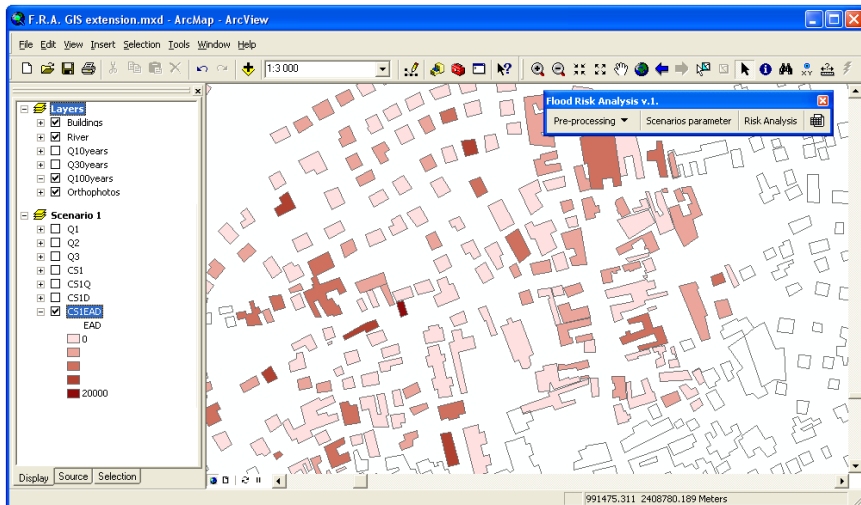 F.R.A. GIS extension.mxd - ArcMap - ArcView
File Edit View Insert Selection Tools Window Help
1:3 000
Flood Risk Analysis v.1.
Pre-processing Scenarios parameter Risk Analysis
Layers
Buildings
River
Q10years
Q30years
Q100years
Orthophotos
Scenario 1
Q1
Q2
Q3
CS1
CS1Q
CS1D
CS1EAD
EAD
0
20000
Display Source Selection
991475.311 2408780.189 Meters